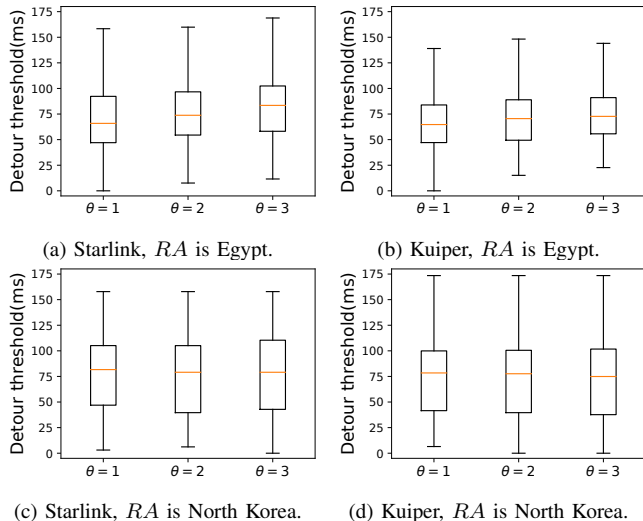 Detour threshold(ms)
175
150
125
100
75
50
25
0
θ = 1
θ = 2
θ = 3
(a) Starlink, RA is Egypt.
Detour threshold(ms)
175
150
125
100
75
50
25
0
θ = 1
θ = 2
θ = 3
(b) Kuiper, RA is Egypt.
Detour threshold(ms)
175
150
125
100
75
50
25
0
θ = 1
θ = 2
θ = 3
(c) Starlink, RA is North Korea.
Detour threshold(ms)
175
150
125
100
75
50
25
0
θ = 1
θ = 2
θ = 3
(d) Kuiper, RA is North Korea.